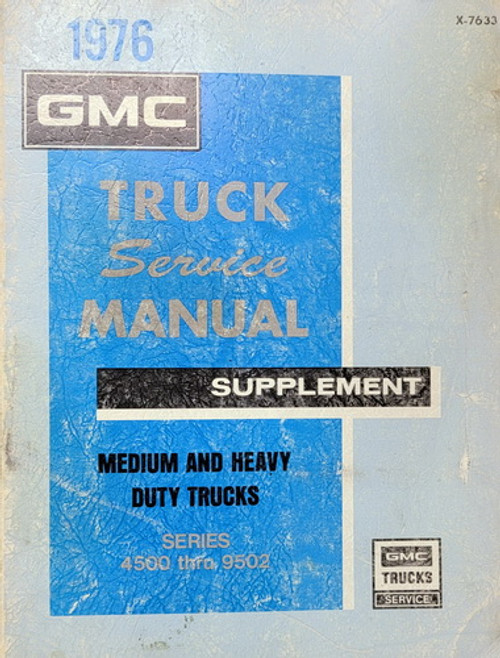 1976
X-7633
GMC
TRUCK
Service
MANUAL
SUPPLEMENT
MEDIUM AND HEAVY
DUTY TRUCKS
SERIES
4500 thru 9502
GMC
TRUCKS
SERVICE